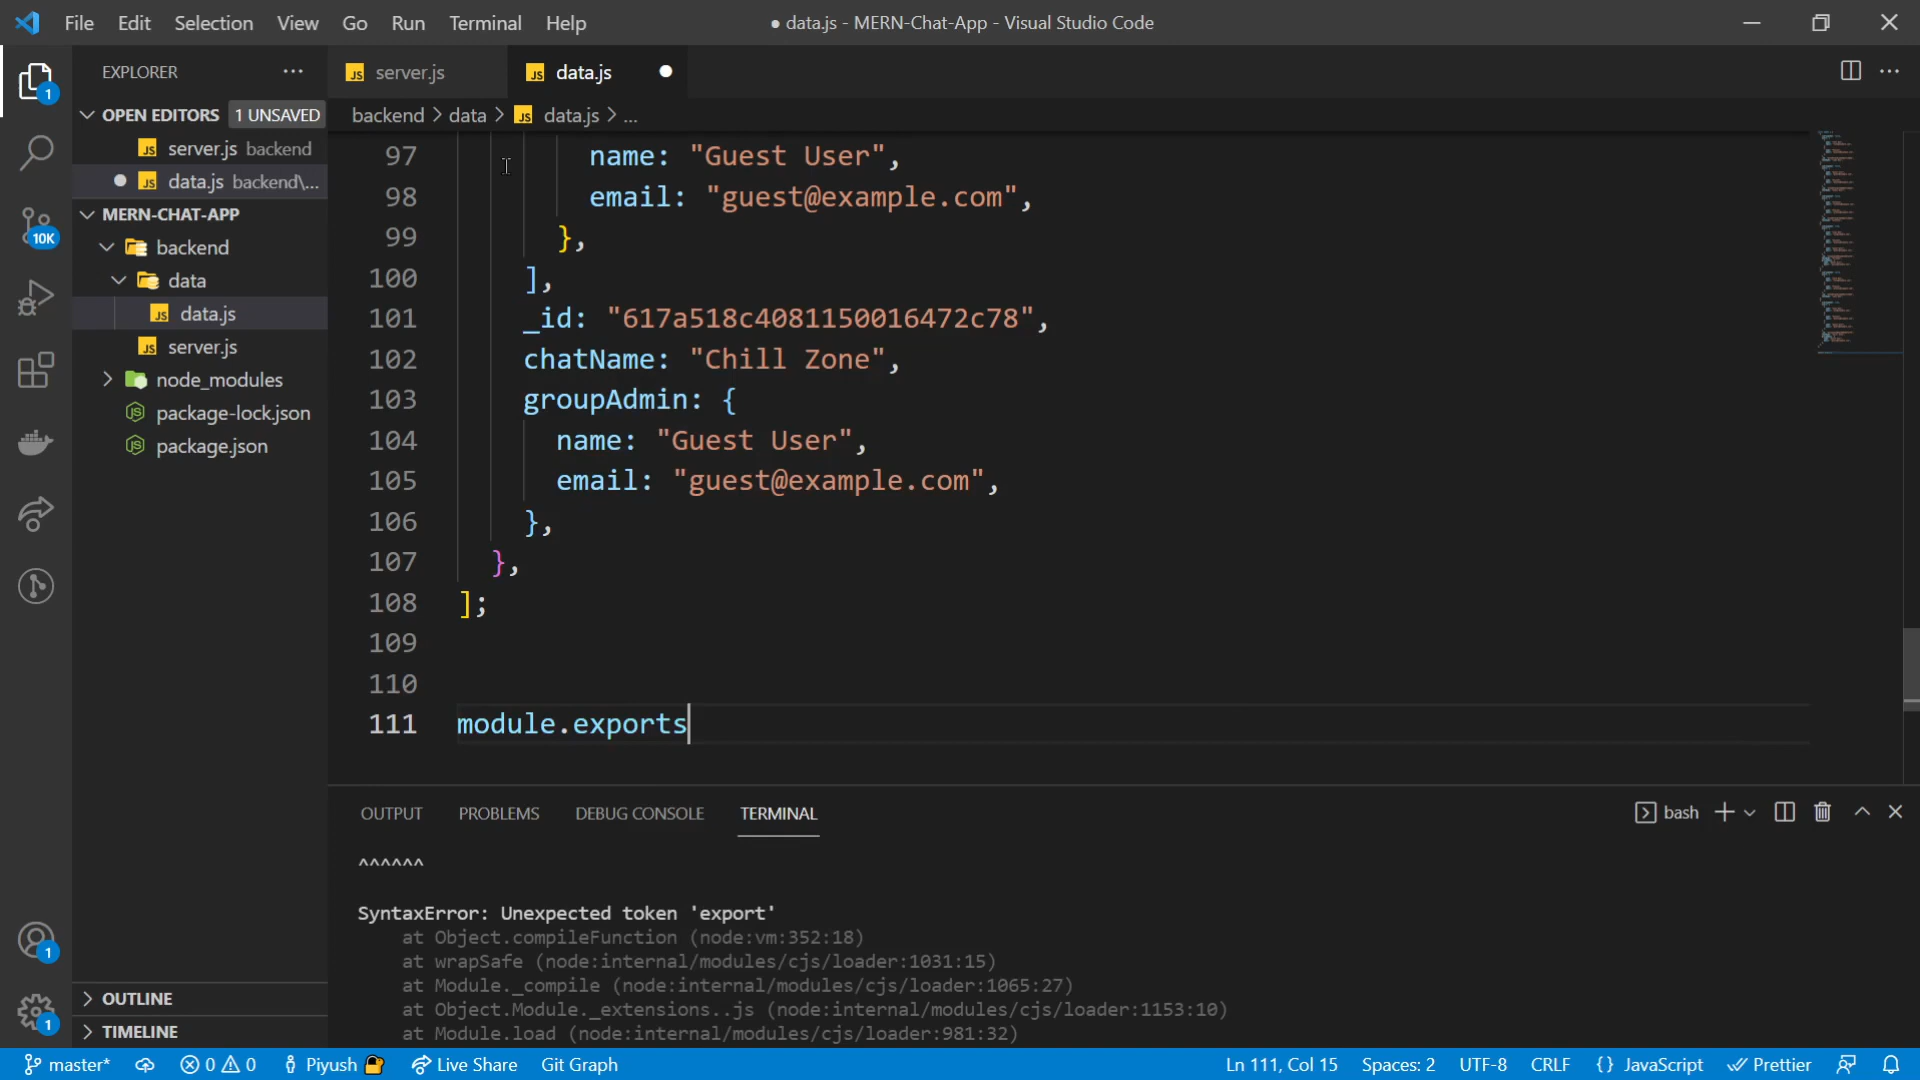 File Edit Selection View Go Run Terminal Help ● data.js - MERN-Chat-App - Visual Studio Code
EXPLORER ...
JS server.js
JS data.js
OPEN EDITORS 1 UNSAVED
JS server.js backend
JS data.js backend\...
MERN-CHAT-APP
backend
data
JS data.js
JS server.js
node_modules
package-lock.json
package.json
OUTLINE
TIMELINE
1
10K
1
1
backend > data > JS data.js > ...
97 name: "Guest User",
98 email: "guest@example.com",
99 },
100 ],
101 _id: "617a518c4081150016472c78",
102 chatName: "Chill Zone",
103 groupAdmin: {
104 name: "Guest User",
105 email: "guest@example.com",
106 },
107 },
108 ];
109
110
111 module.exports
OUTPUT PROBLEMS DEBUG CONSOLE TERMINAL bash
^^^^^^
SyntaxError: Unexpected token 'export'
at Object.compileFunction (node:vm:352:18)
at wrapSafe (node:internal/modules/cjs/loader:1031:15)
at Module._compile (node:internal/modules/cjs/loader:1065:27)
at Object.Module._extensions..js (node:internal/modules/cjs/loader:1153:10)
at Module.load (node:internal/modules/cjs/loader:981:32)
master* 0 0 Piyush Live Share Git Graph Ln 111, Col 15 Spaces: 2 UTF-8 CRLF {} JavaScript Prettier